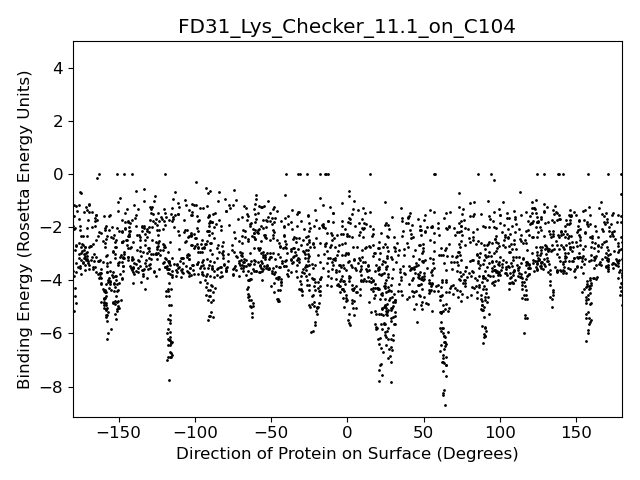 FD31_Lys_Checker_11.1_on_C104
Binding Energy (Rosetta Energy Units)
4
2
0
−2
−4
−6
−8
−150 −100 −50 0 50 100 150
Direction of Protein on Surface (Degrees)